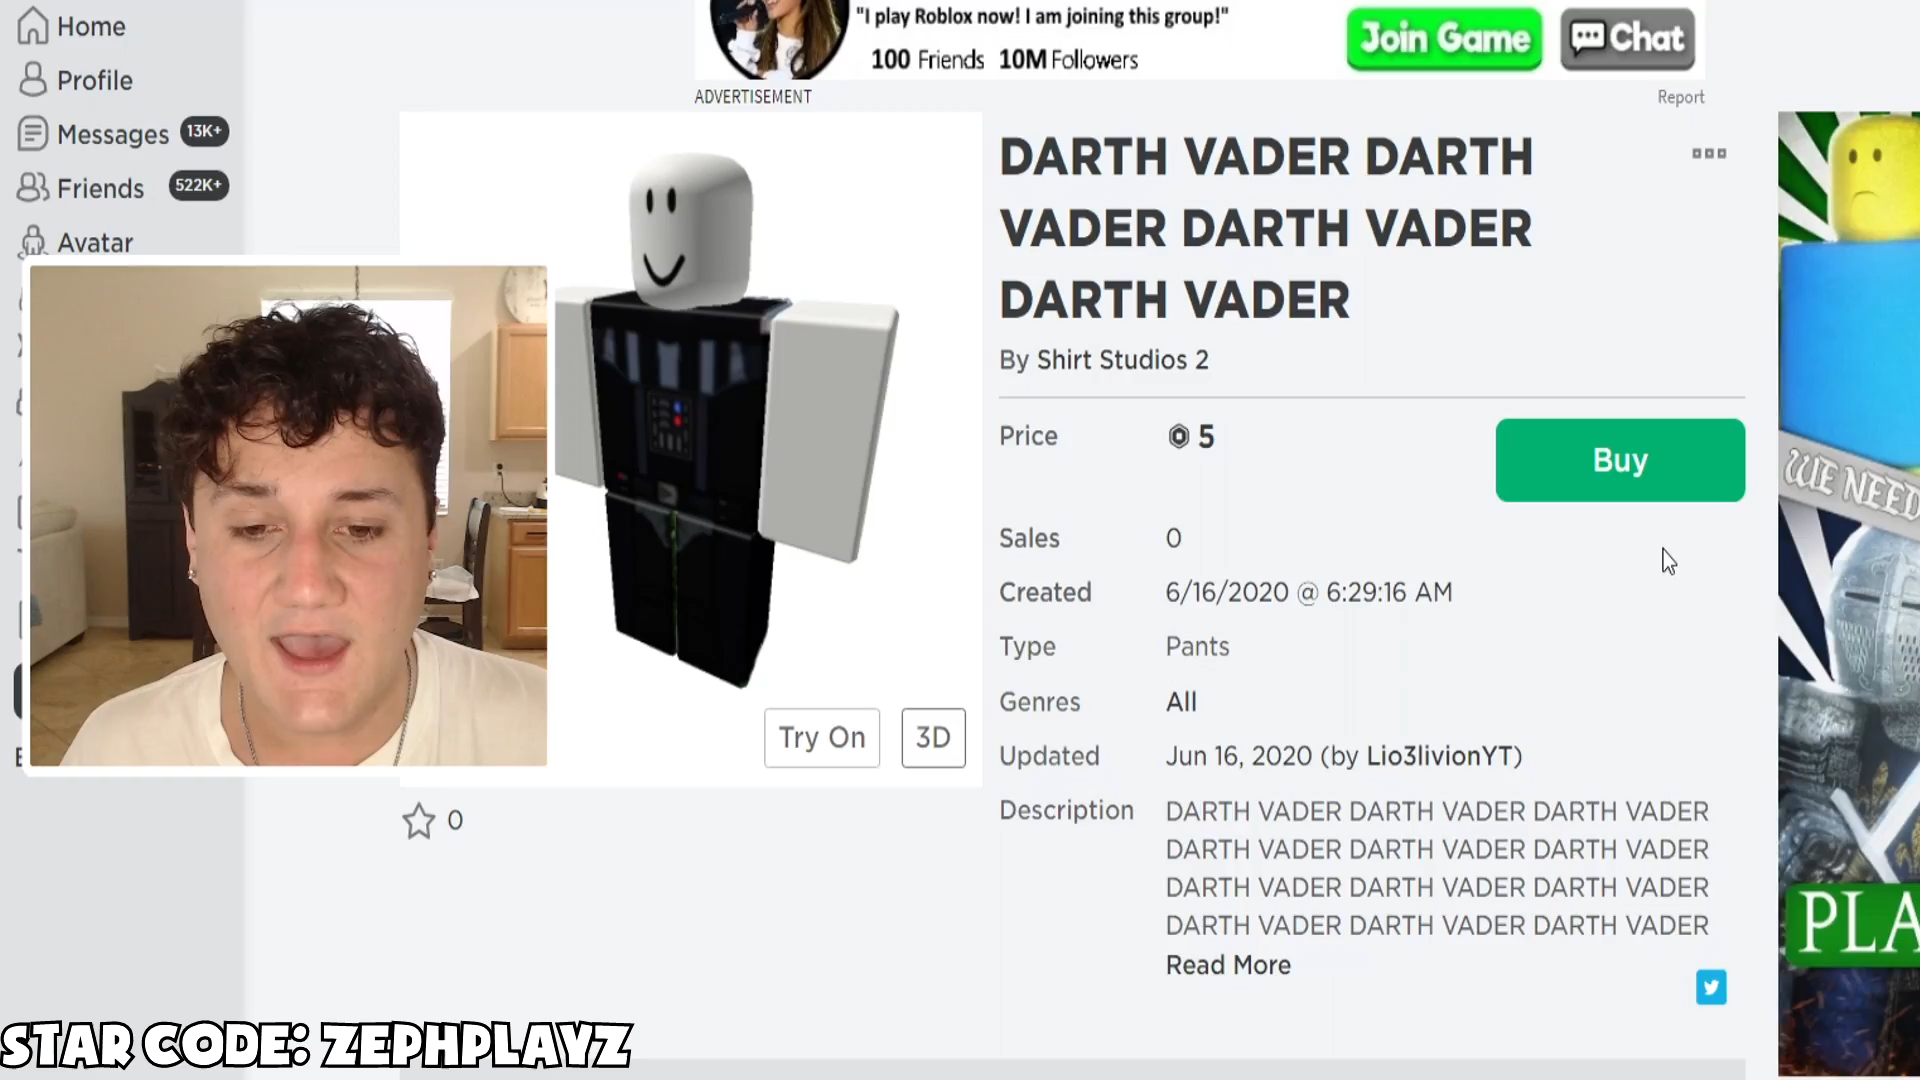 Home
Profile
Messages 13K+
Friends 522K+
Avatar
"I play Roblox now! I am joining this group!"
100 Friends 10M Followers
Join Game
Chat
ADVERTISEMENT
Report
DARTH VADER DARTH
VADER DARTH VADER
DARTH VADER
By Shirt Studios 2
Price 5
Buy
Sales 0
Created 6/16/2020 @ 6:29:16 AM
Type Pants
Genres All
Updated Jun 16, 2020 (by Lio3livionYT)
Description DARTH VADER DARTH VADER DARTH VADER
DARTH VADER DARTH VADER DARTH VADER
DARTH VADER DARTH VADER DARTH VADER
DARTH VADER DARTH VADER DARTH VADER
Read More
Try On
3D
0
WE NEED
PLA
STAR CODE: ZEPHPLAYZ